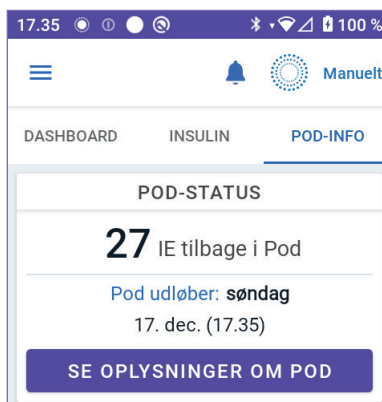 17.35 100 %
Manuelt
DASHBOARD INSULIN POD-INFO
POD-STATUS
27 IE tilbage i Pod
Pod udløber: søndag
17. dec. (17.35)
SE OPLYSNINGER OM POD